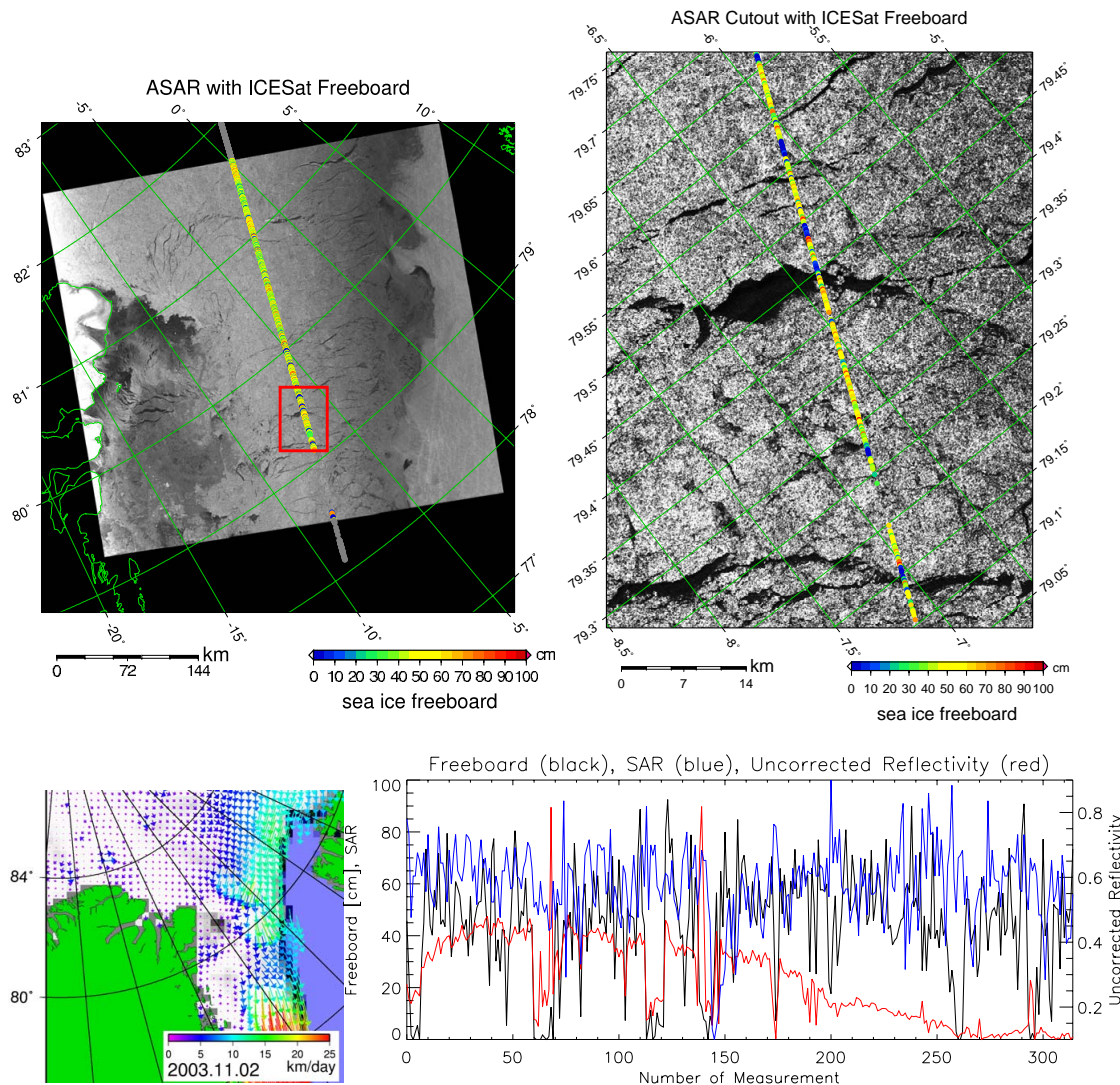 ASAR with ICESat Freeboard
-5°
0°
5°
10°
83°
82°
81°
80°
79°
78°
77°
-20°
-15°
-10°
-5°
km
0 72 144
cm
0 10 20 30 40 50 60 70 80 90 100
sea ice freeboard
ASAR Cutout with ICESat Freeboard
-6.5°
-6°
-5.5°
-5°
79.75°
79.7°
79.65°
79.6°
79.55°
79.5°
79.45°
79.4°
79.35°
79.3°
79.45°
79.4°
79.35°
79.3°
79.25°
79.2°
79.15°
79.1°
79.05°
-8.5°
-8°
-7.5°
-7°
-7°
km
0 7 14
cm
0 10 20 30 40 50 60 70 80 90 100
sea ice freeboard
84°
82°
80°
0 5 10 15 20 25
2003.11.02 km/day
Freeboard (black), SAR (blue), Uncorrected Reflectivity (red)
Freeboard [cm], SAR
100
80
60
40
20
0
0 50 100 150 200 250 300
Number of Measurement
0.8
0.6
0.4
0.2
Uncorrected Reflectivity